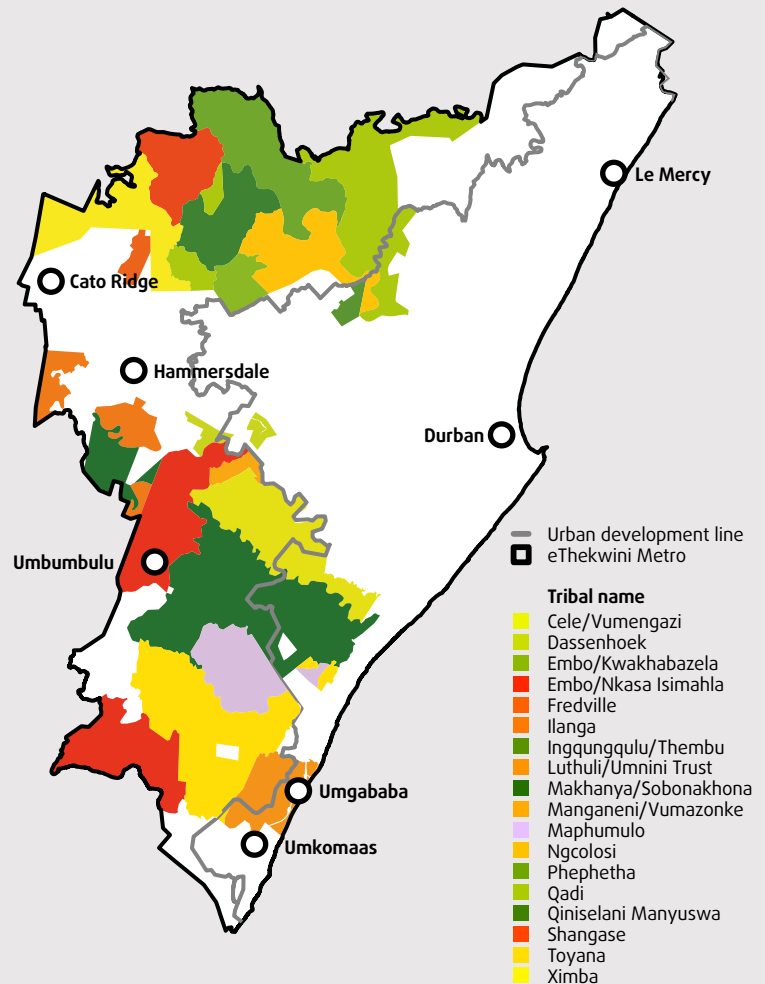 Le Mercy
Cato Ridge
Hammersdale
Durban
Urban development line
eThekwini Metro
Umbumbulu
Tribal name
Cele/Vumengazi
Dassenhoek
Embo/Kwakhabazela
Embo/Nkasa Isimahla
Fredville
Ilanga
Ingqungqulu/Thembu
Luthuli/Umnini Trust
Makhanya/Sobonakhona
Manganeni/Vumazonke
Maphumulo
Ngcolosi
Phephetha
Qadi
Qiniselani Manyuswa
Shangase
Toyana
Ximba
Umgababa
Umkomaas